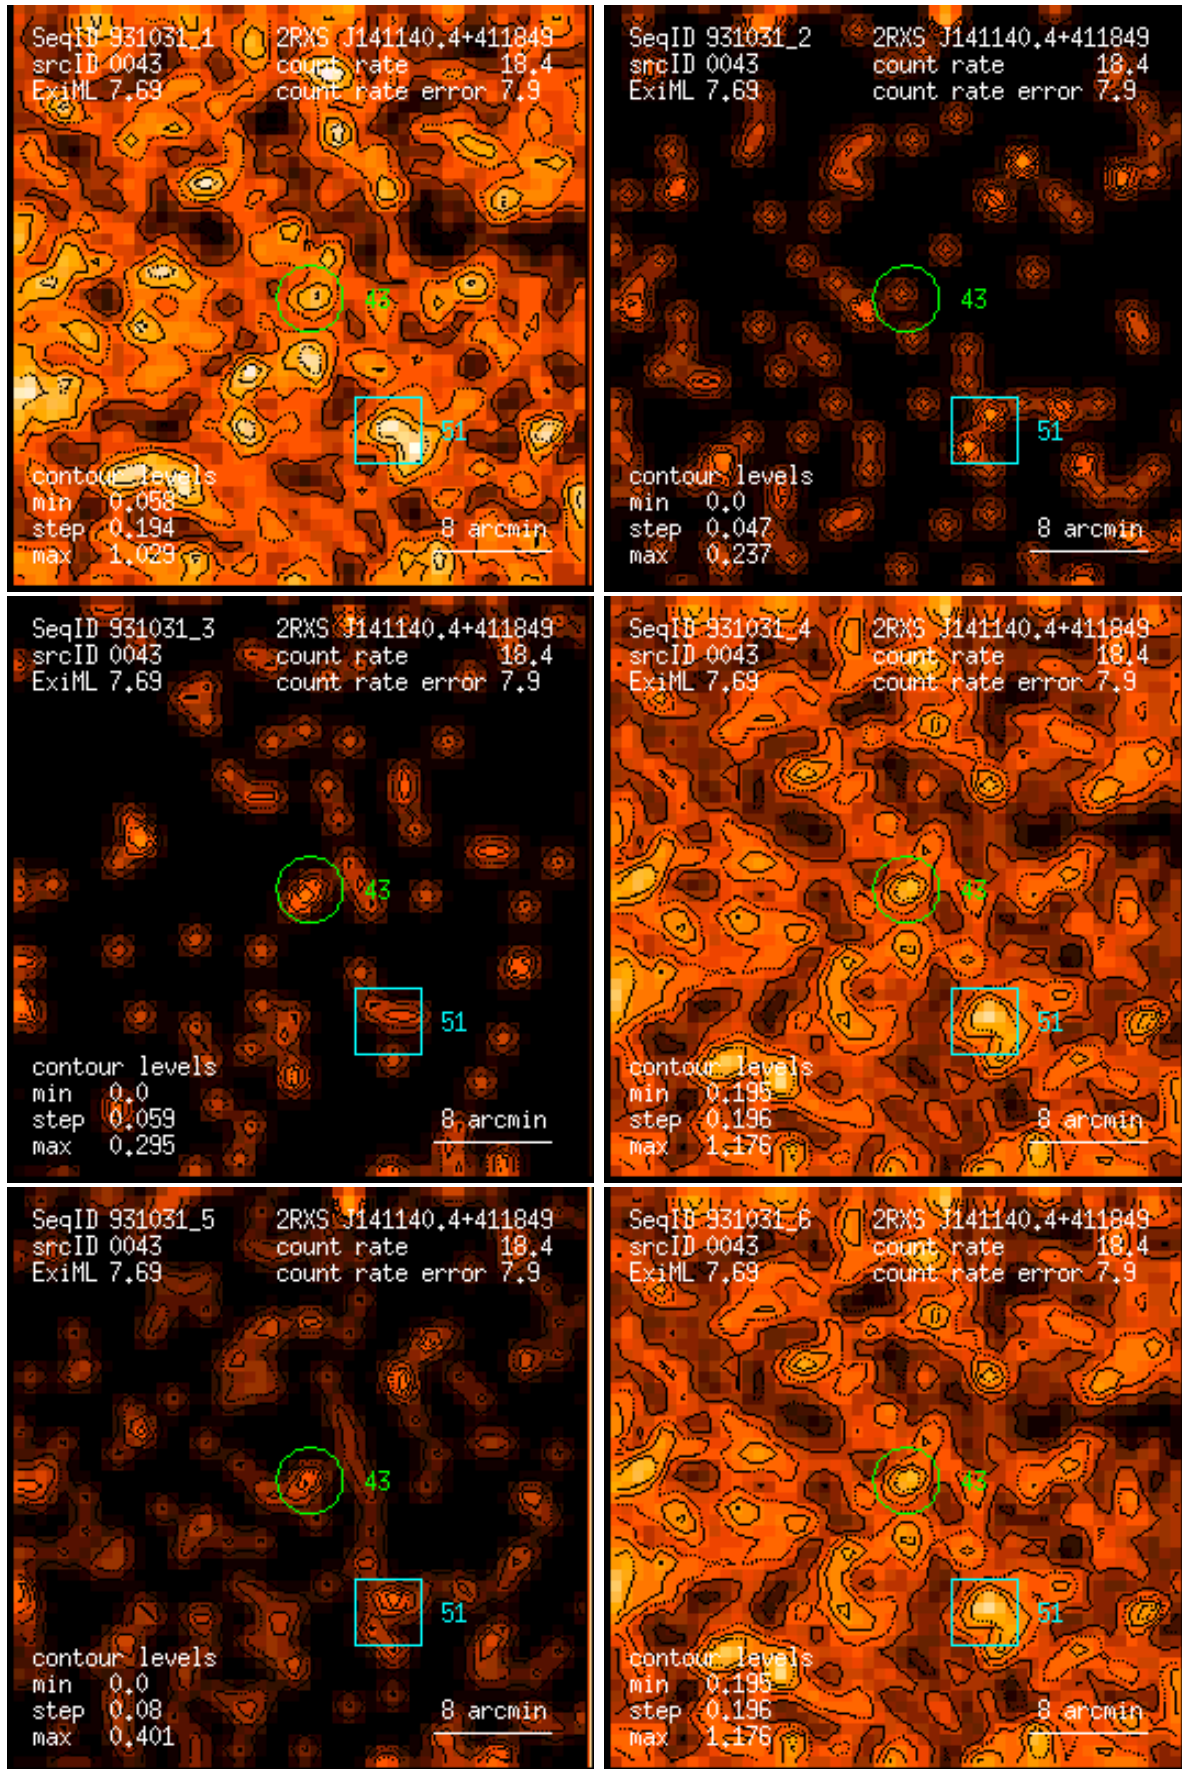 SeqID 931031_1 2RXS J141140.4+411849
srcID 0043 count rate 18.4
ExiML 7.69 count rate error 7.9
43
51
contour levels
min 0.058
step 0.194 8 arcmin
max 1.029
SeqID 931031_2 2RXS J141140.4+411849
srcID 0043 count rate 18.4
ExiML 7.69 count rate error 7.9
43
51
contour levels
min 0.0
step 0.047 8 arcmin
max 0.237
SeqID 931031_3 2RXS J141140.4+411849
srcID 0043 count rate 18.4
ExiML 7.69 count rate error 7.9
43
51
contour levels
min 0.0
step 0.059 8 arcmin
max 0.295
SeqID 931031_4 2RXS J141140.4+411849
srcID 0043 count rate 18.4
ExiML 7.69 count rate error 7.9
43
51
contour levels
min 0.195
step 0.196 8 arcmin
max 1.176
SeqID 931031_5 2RXS J141140.4+411849
srcID 0043 count rate 18.4
ExiML 7.69 count rate error 7.9
43
51
contour levels
min 0.0
step 0.08 8 arcmin
max 0.401
SeqID 931031_6 2RXS J141140.4+411849
srcID 0043 count rate 18.4
ExiML 7.69 count rate error 7.9
43
51
contour levels
min 0.195
step 0.196 8 arcmin
max 1.176